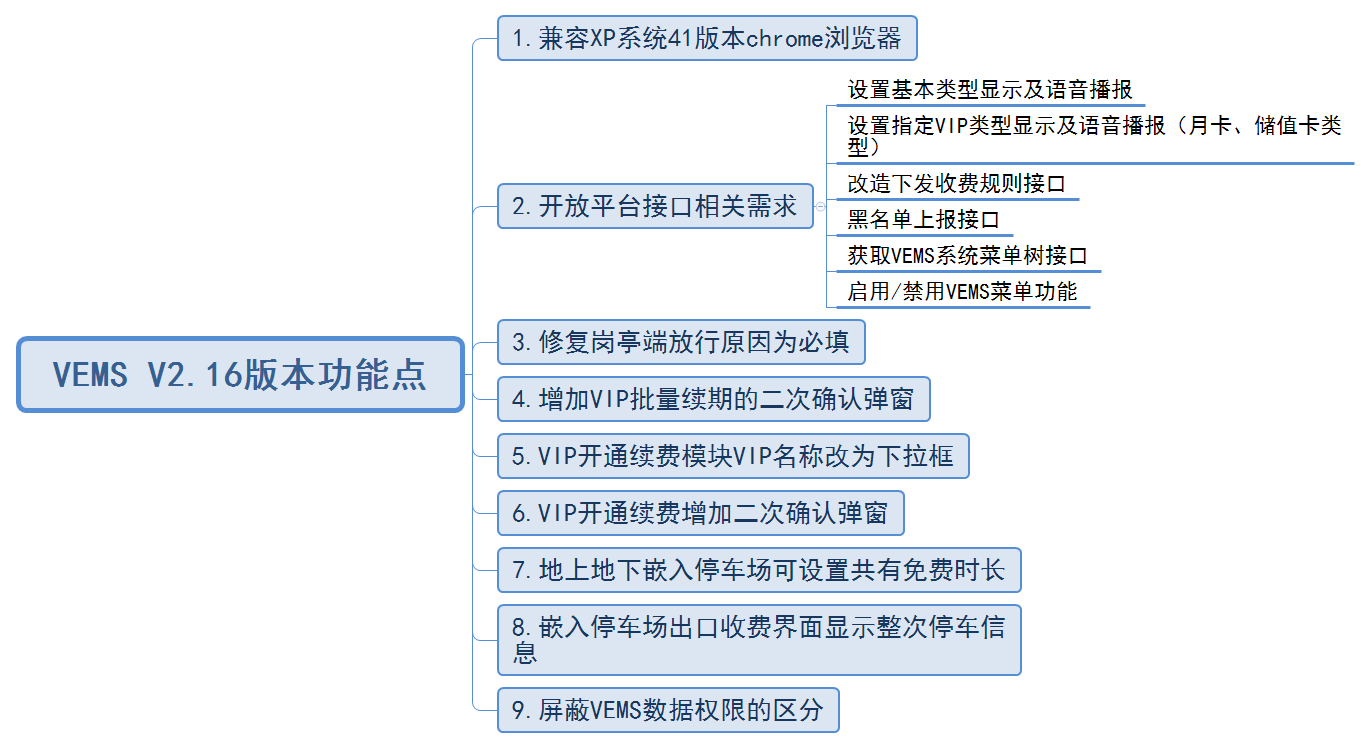 VEMS V2.16版本功能点
1.兼容XP系统41版本chrome浏览器
2.开放平台接口相关需求
设置基本类型显示及语音播报
设置指定VIP类型显示及语音播报（月卡、储值卡类
型）
改造下发收费规则接口
黑名单上报接口
获取VEMS系统菜单树接口
启用/禁用VEMS菜单功能
3.修复岗亭端放行原因为必填
4.增加VIP批量续期的二次确认弹窗
5.VIP开通续费模块VIP名称改为下拉框
6.VIP开通续费增加二次确认弹窗
7.地上地下嵌入停车场可设置共有免费时长
8.嵌入停车场出口收费界面显示整次停车信
息
9.屏蔽VEMS数据权限的区分